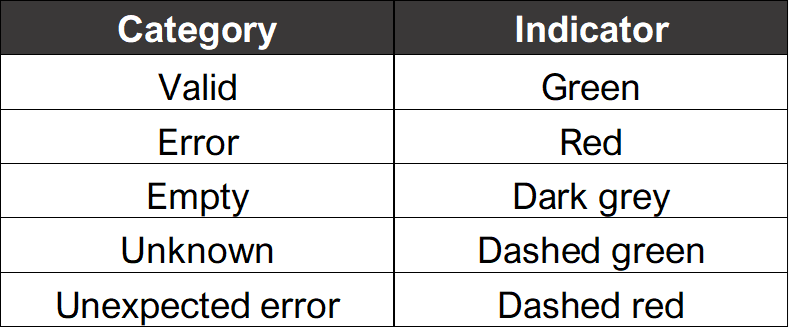 Category Indicator
Valid Green
Error Red
Empty Dark grey
Unknown Dashed green
Unexpected error Dashed red